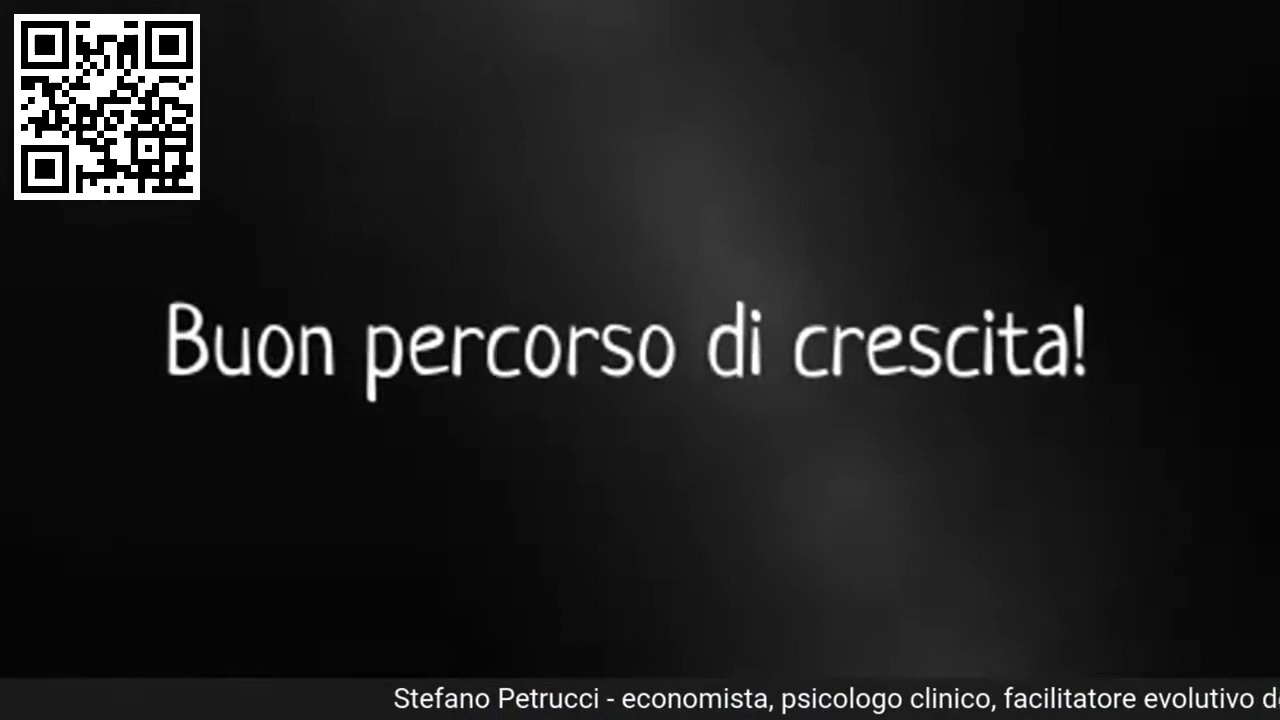 Buon percorso di crescita!
Stefano Petrucci - economista, psicologo clinico, facilitatore evolutivo